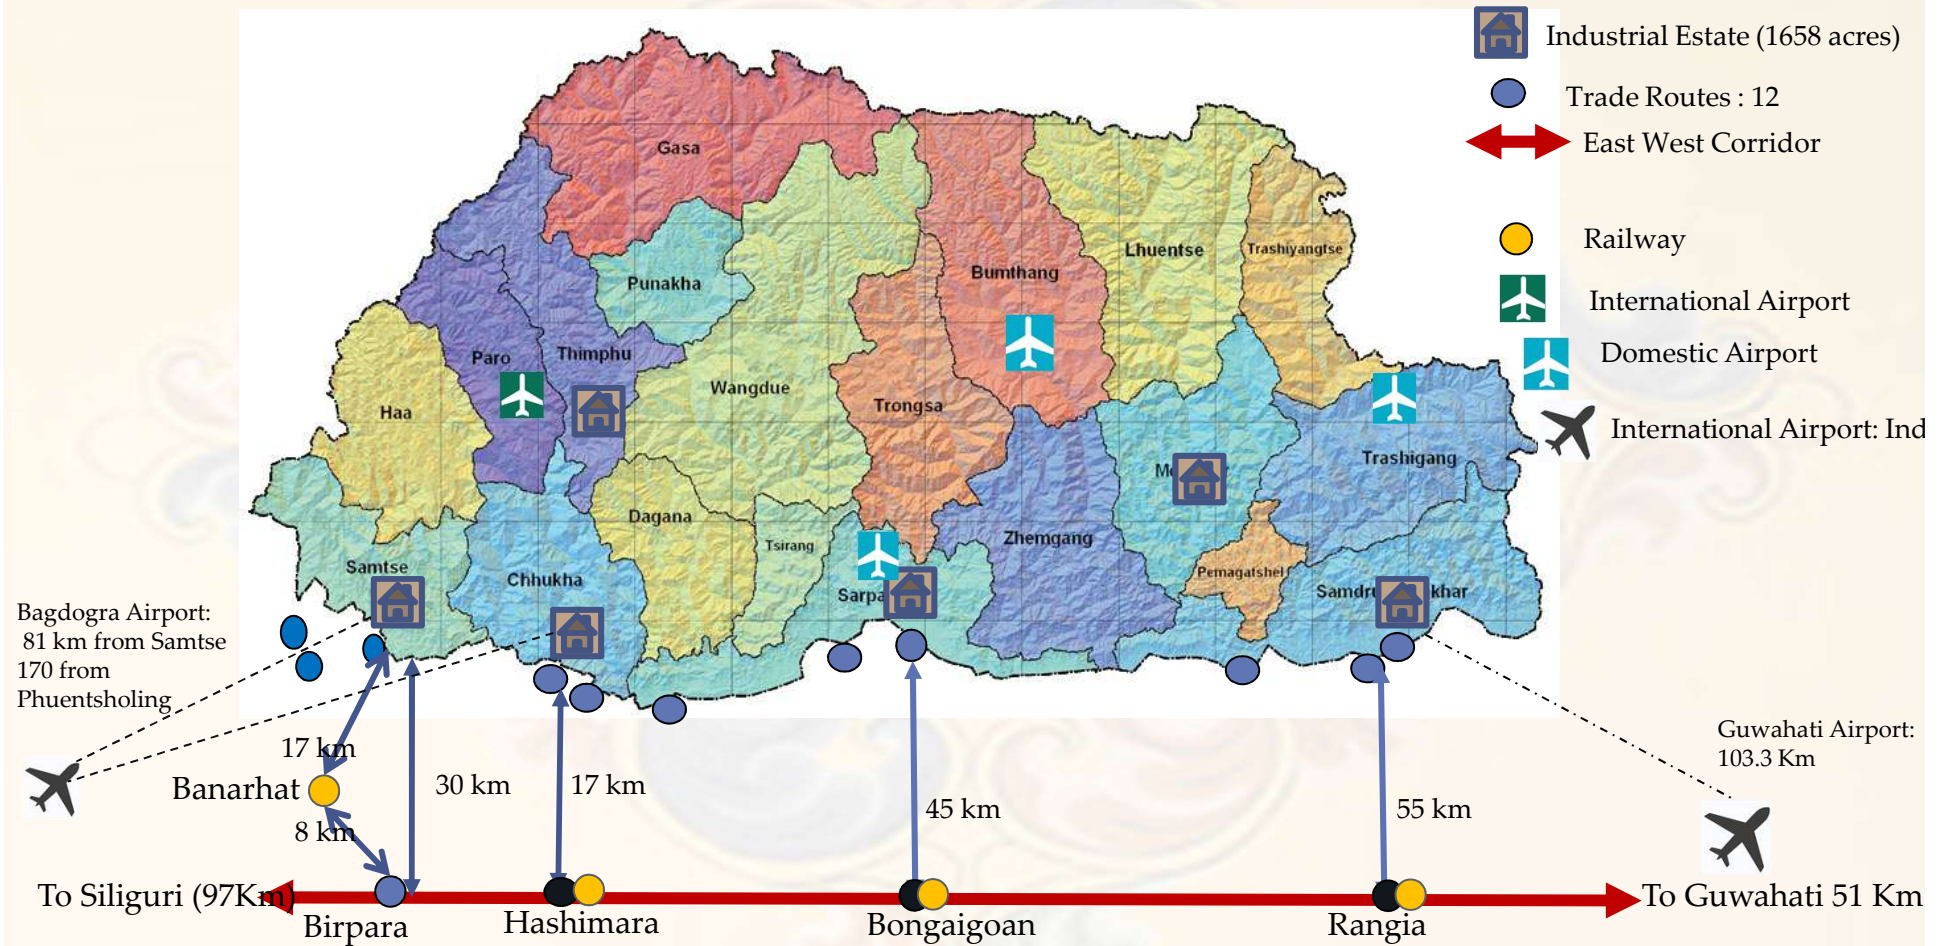 Industrial Estate (1658 acres)
Trade Routes : 12
East West Corridor
Railway
International Airport
Domestic Airport
International Airport: Ind
Gasa
Punakha
Bumthang
Lhuentse
Trashiyangtse
Paro
Thimphu
Wangdue
Haa
Trongsa
Trashigang
Dagana
Tsirang
Zhemgang
Samtse
Chhukha
Pemagatshel
Bagdogra Airport:
81 km from Samtse
170 from
Phuentsholing
Guwahati Airport:
103.3 Km
17 km
Banarhat
8 km
30 km
17 km
45 km
55 km
To Siliguri (97Km)
To Guwahati 51 Km
Birpara
Hashimara
Bongaigoan
Rangia